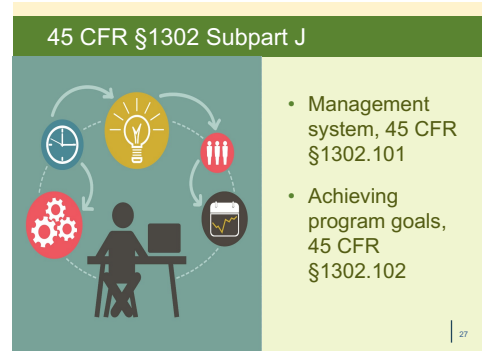 45 CFR §1302 Subpart J
• Management
system, 45 CFR
§1302.101
• Achieving
program goals,
45 CFR
§1302.102
27